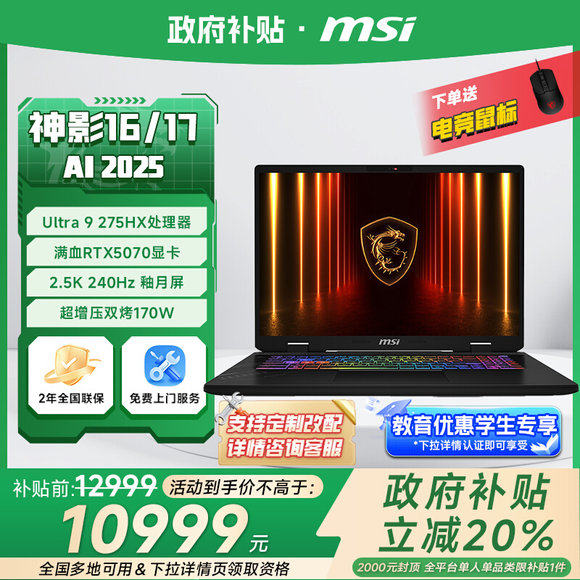 政府补贴·msi
下单送
电竞鼠标
神影16/17
AI 2025
Ultra 9 275HX处理器
满血RTX5070显卡
2.5K 240Hz 釉月屏
超增压双烤170W
2年全国联保
免费上门服务
msi
支持定制改配
详情咨询客服
教育优惠学生专享
*下拉详情认证即可享受
补贴前:12999
活动到手价不高于:
10999元
全国多地可用&下拉详情页领取资格
政府补贴
立减20%
2000元封顶 全平台单人单品类限补贴1件